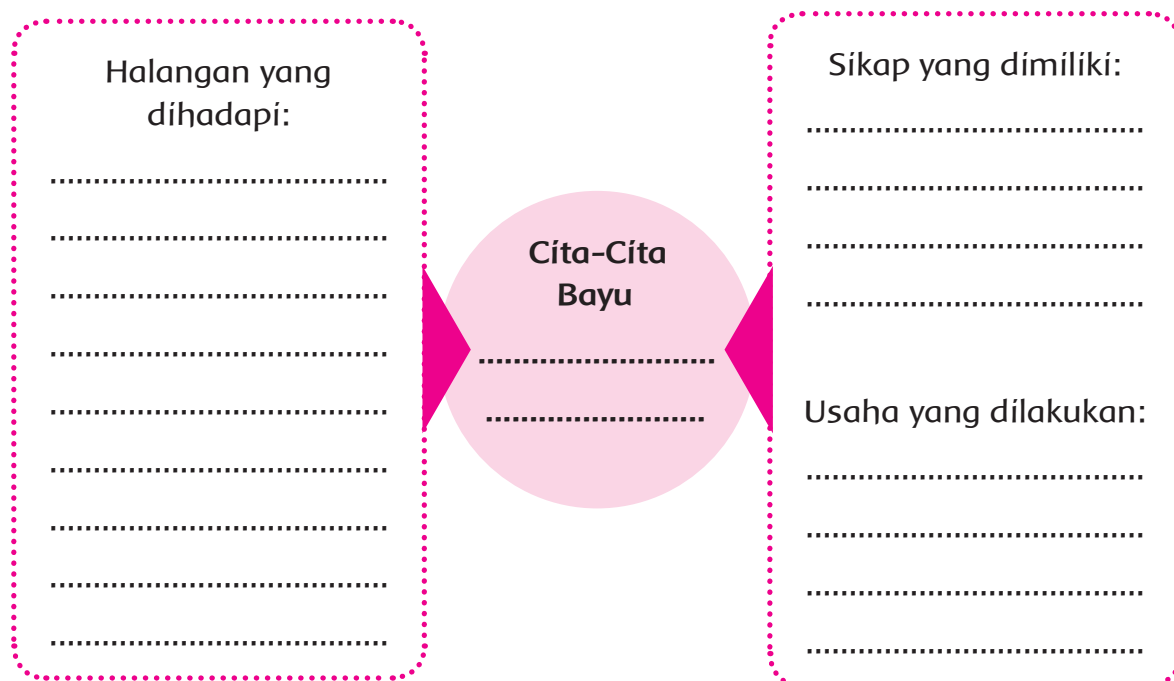 Halangan yang
dihadapi:
Cita-Cita
Bayu
Sikap yang dimiliki:
Usaha yang dilakukan: